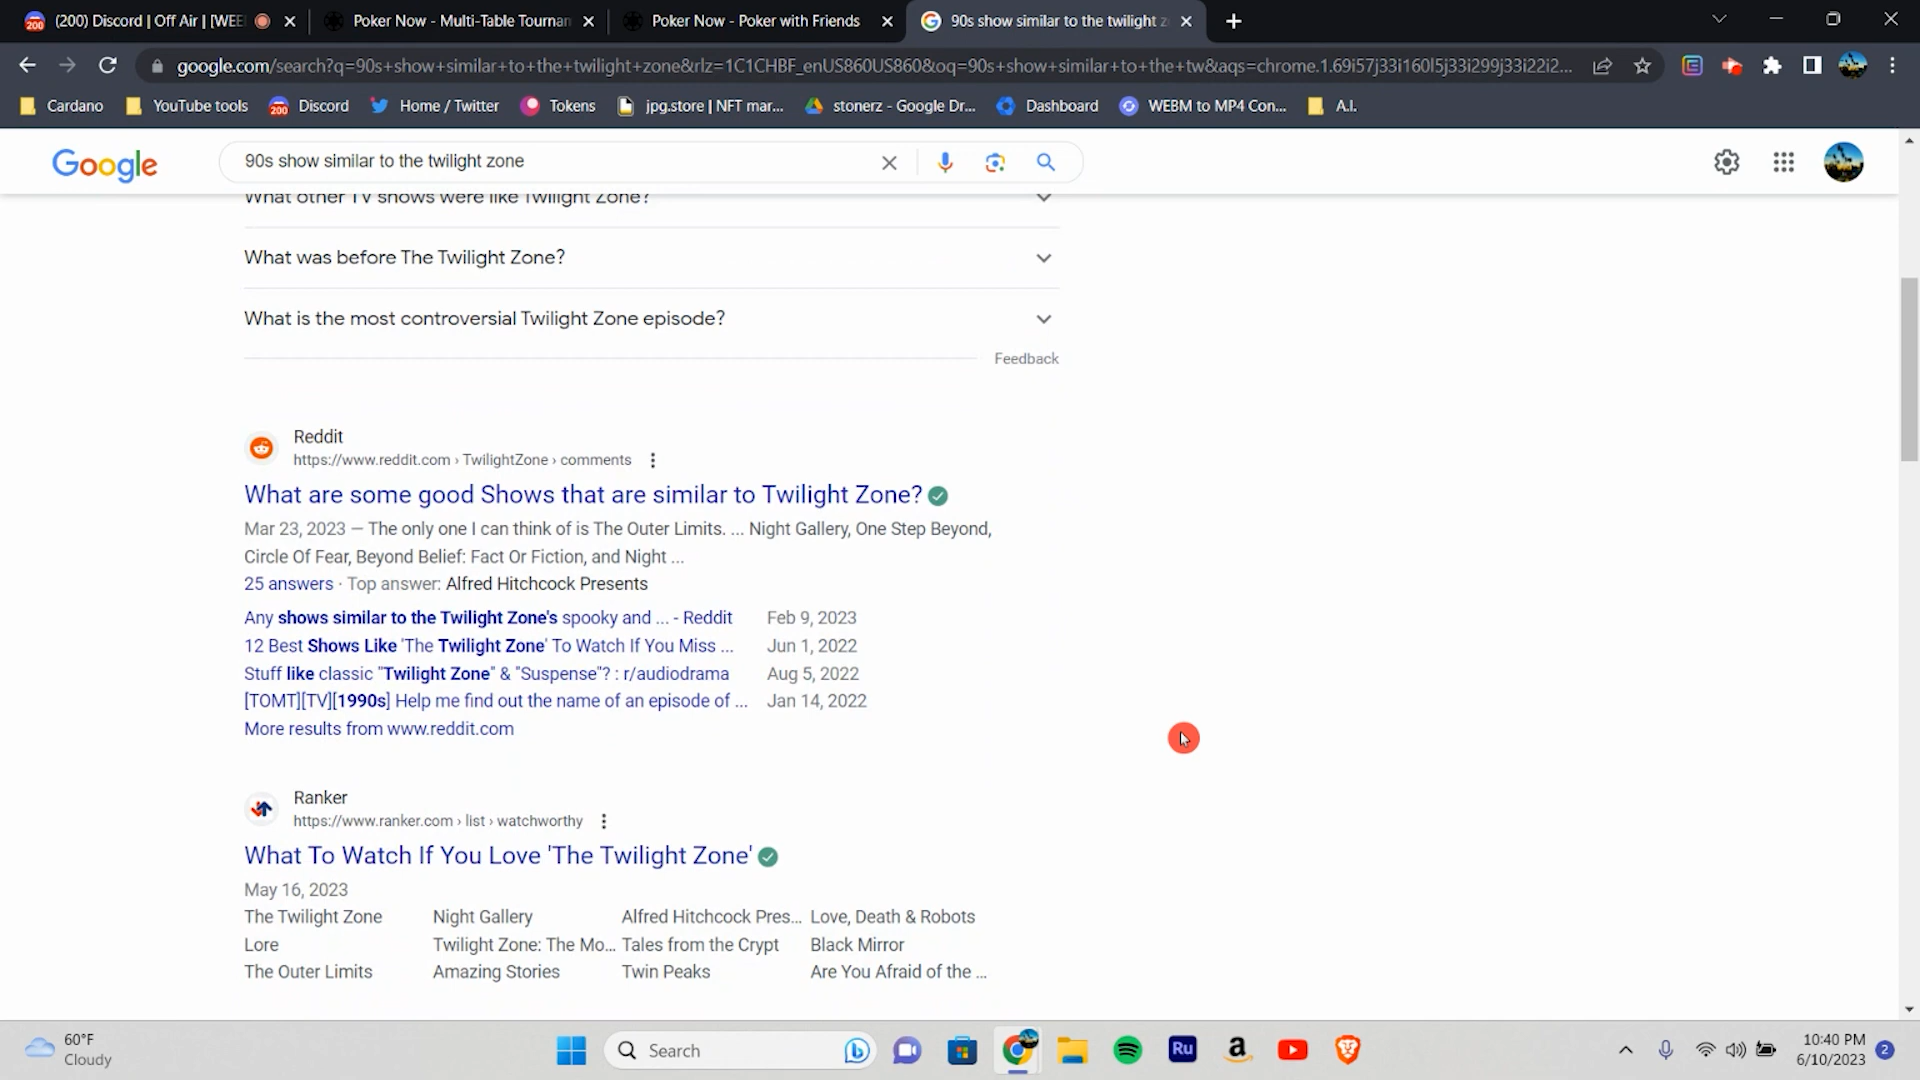 (200) Discord | Off Air | [WEE
Poker Now - Multi-Table Tournan
Poker Now - Poker with Friends
90s show similar to the twilight z
google.com/search?q=90s+show+similar+to+the+twilight+zone&rlz=1C1CHBF_enUS860US860&oq=90s+show+similar+to+the+tw&aqs=chrome.1.69i57j33i160l5j33i299j33i22i2...
200
Cardano
YouTube tools
Discord
Home / Twitter
Tokens
jpg.store | NFT mar...
stonerz - Google Dr...
Dashboard
WEBM to MP4 Con...
A.I.
Google
90s show similar to the twilight zone
What other TV shows were like Twilight Zone?
What was before The Twilight Zone?
What is the most controversial Twilight Zone episode?
Feedback
Reddit
https://www.reddit.com › TwilightZone › comments
What are some good Shows that are similar to Twilight Zone?
Mar 23, 2023 — The only one I can think of is The Outer Limits. ... Night Gallery, One Step Beyond,
Circle Of Fear, Beyond Belief: Fact Or Fiction, and Night ...
25 answers · Top answer: Alfred Hitchcock Presents
Any shows similar to the Twilight Zone's spooky and ... - Reddit Feb 9, 2023
12 Best Shows Like 'The Twilight Zone' To Watch If You Miss ... Jun 1, 2022
Stuff like classic "Twilight Zone" & "Suspense"? : r/audiodrama Aug 5, 2022
[TOMT][TV][1990s] Help me find out the name of an episode of ... Jan 14, 2022
More results from www.reddit.com
Ranker
https://www.ranker.com › list › watchworthy
What To Watch If You Love 'The Twilight Zone'
May 16, 2023
The Twilight Zone Night Gallery Alfred Hitchcock Pres... Love, Death & Robots
Lore Twilight Zone: The Mo... Tales from the Crypt Black Mirror
The Outer Limits Amazing Stories Twin Peaks Are You Afraid of the ...
60°F
Cloudy
Search
Ru
a
10:40 PM
6/10/2023
2